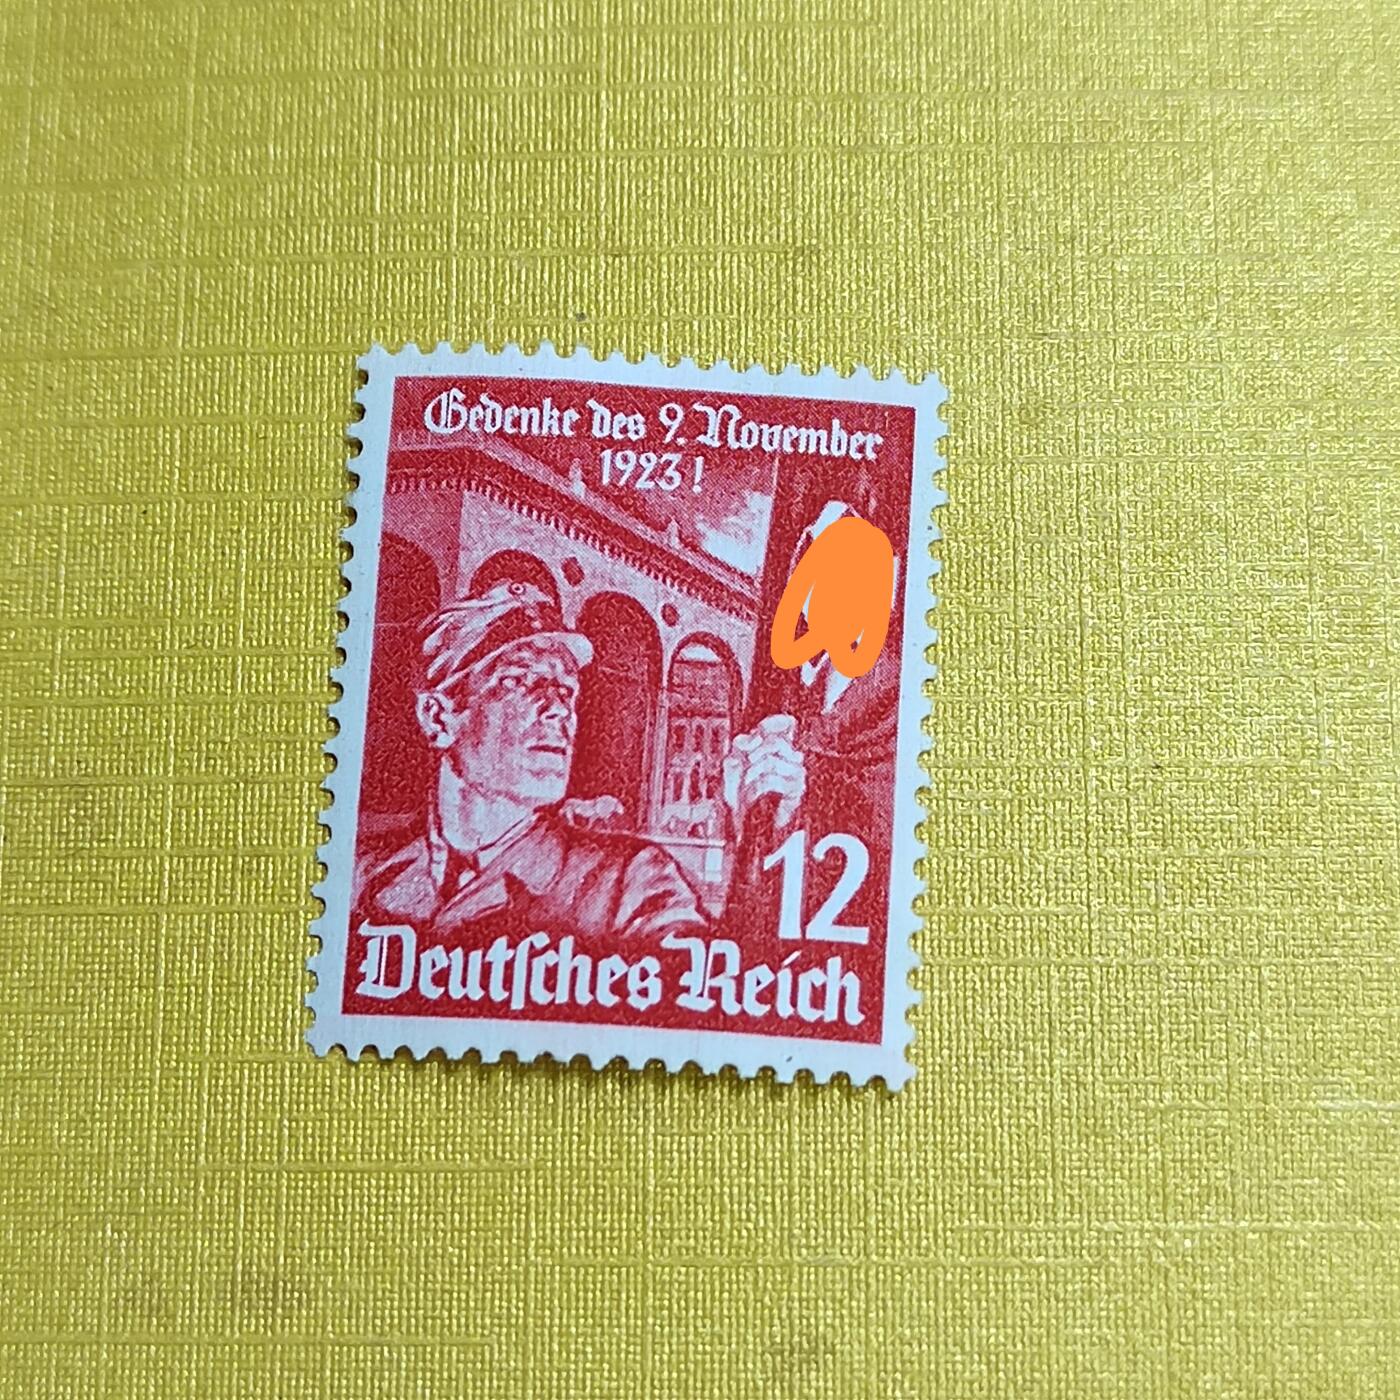 Gedenke des 9. November
1923!
12
Deutſches Reich